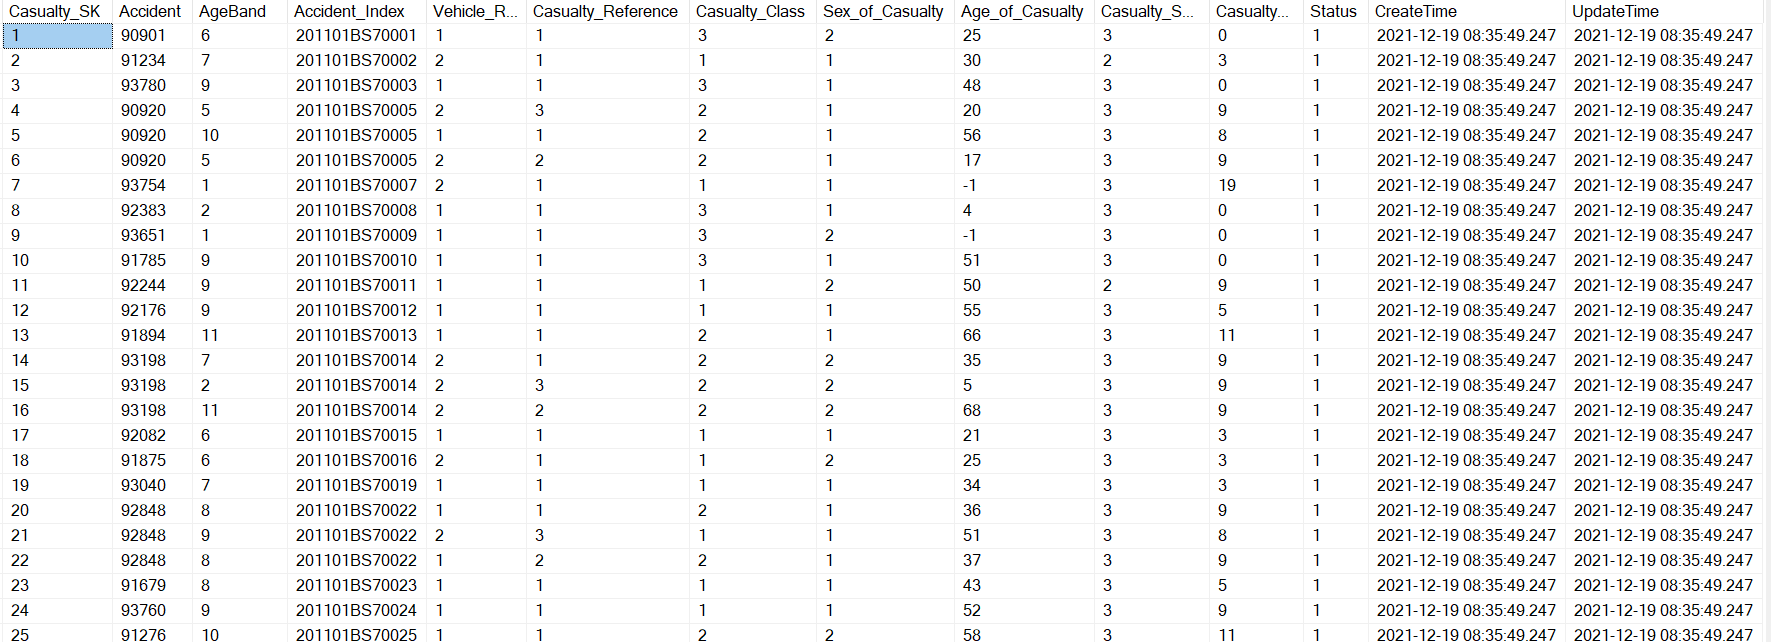 Casualty_SK Accident AgeBand Accident_Index Vehicle_R... Casualty_Reference Casualty_Class Sex_of_Casualty Age_of_Casualty Casualty_S... Casualty... Status CreateTime UpdateTime
1 90901 6 201101BS70001 1 1 3 2 25 3 0 1 2021-12-19 08:35:49.247 2021-12-19 08:35:49.247
2 91234 7 201101BS70002 2 1 1 1 30 2 3 1 2021-12-19 08:35:49.247 2021-12-19 08:35:49.247
3 93780 9 201101BS70003 1 1 3 1 48 3 0 1 2021-12-19 08:35:49.247 2021-12-19 08:35:49.247
4 90920 5 201101BS70005 2 3 2 1 20 3 9 1 2021-12-19 08:35:49.247 2021-12-19 08:35:49.247
5 90920 10 201101BS70005 1 1 2 1 56 3 8 1 2021-12-19 08:35:49.247 2021-12-19 08:35:49.247
6 90920 5 201101BS70005 2 2 2 1 17 3 9 1 2021-12-19 08:35:49.247 2021-12-19 08:35:49.247
7 93754 1 201101BS70007 2 1 1 1 -1 3 19 1 2021-12-19 08:35:49.247 2021-12-19 08:35:49.247
8 92383 2 201101BS70008 1 1 3 1 4 3 0 1 2021-12-19 08:35:49.247 2021-12-19 08:35:49.247
9 93651 1 201101BS70009 1 1 3 2 -1 3 0 1 2021-12-19 08:35:49.247 2021-12-19 08:35:49.247
10 91785 9 201101BS70010 1 1 3 1 51 3 0 1 2021-12-19 08:35:49.247 2021-12-19 08:35:49.247
11 92244 9 201101BS70011 1 1 1 2 50 2 9 1 2021-12-19 08:35:49.247 2021-12-19 08:35:49.247
12 92176 9 201101BS70012 1 1 1 1 55 3 5 1 2021-12-19 08:35:49.247 2021-12-19 08:35:49.247
13 91894 11 201101BS70013 1 1 2 1 66 3 11 1 2021-12-19 08:35:49.247 2021-12-19 08:35:49.247
14 93198 7 201101BS70014 2 1 2 2 35 3 9 1 2021-12-19 08:35:49.247 2021-12-19 08:35:49.247
15 93198 2 201101BS70014 2 3 2 2 5 3 9 1 2021-12-19 08:35:49.247 2021-12-19 08:35:49.247
16 93198 11 201101BS70014 2 2 2 2 68 3 9 1 2021-12-19 08:35:49.247 2021-12-19 08:35:49.247
17 92082 6 201101BS70015 1 1 1 1 21 3 3 1 2021-12-19 08:35:49.247 2021-12-19 08:35:49.247
18 91875 6 201101BS70016 2 1 1 2 25 3 3 1 2021-12-19 08:35:49.247 2021-12-19 08:35:49.247
19 93040 7 201101BS70019 1 1 1 1 34 3 3 1 2021-12-19 08:35:49.247 2021-12-19 08:35:49.247
20 92848 8 201101BS70022 1 1 2 1 36 3 9 1 2021-12-19 08:35:49.247 2021-12-19 08:35:49.247
21 92848 9 201101BS70022 2 3 1 1 51 3 8 1 2021-12-19 08:35:49.247 2021-12-19 08:35:49.247
22 92848 8 201101BS70022 1 2 2 1 37 3 9 1 2021-12-19 08:35:49.247 2021-12-19 08:35:49.247
23 91679 8 201101BS70023 1 1 1 1 43 3 5 1 2021-12-19 08:35:49.247 2021-12-19 08:35:49.247
24 93760 9 201101BS70024 1 1 1 1 52 3 9 1 2021-12-19 08:35:49.247 2021-12-19 08:35:49.247
25 91276 10 201101BS70025 1 1 2 2 58 3 11 1 2021-12-19 08:35:49.247 2021-12-19 08:35:49.247